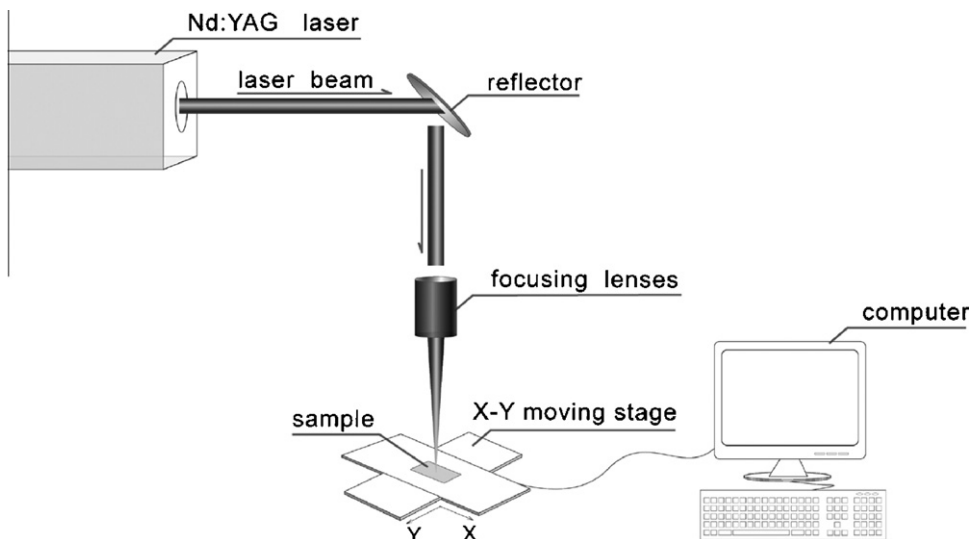 Nd:YAG laser
laser beam
reflector
focusing lenses
computer
sample
X-Y moving stage
Y
X